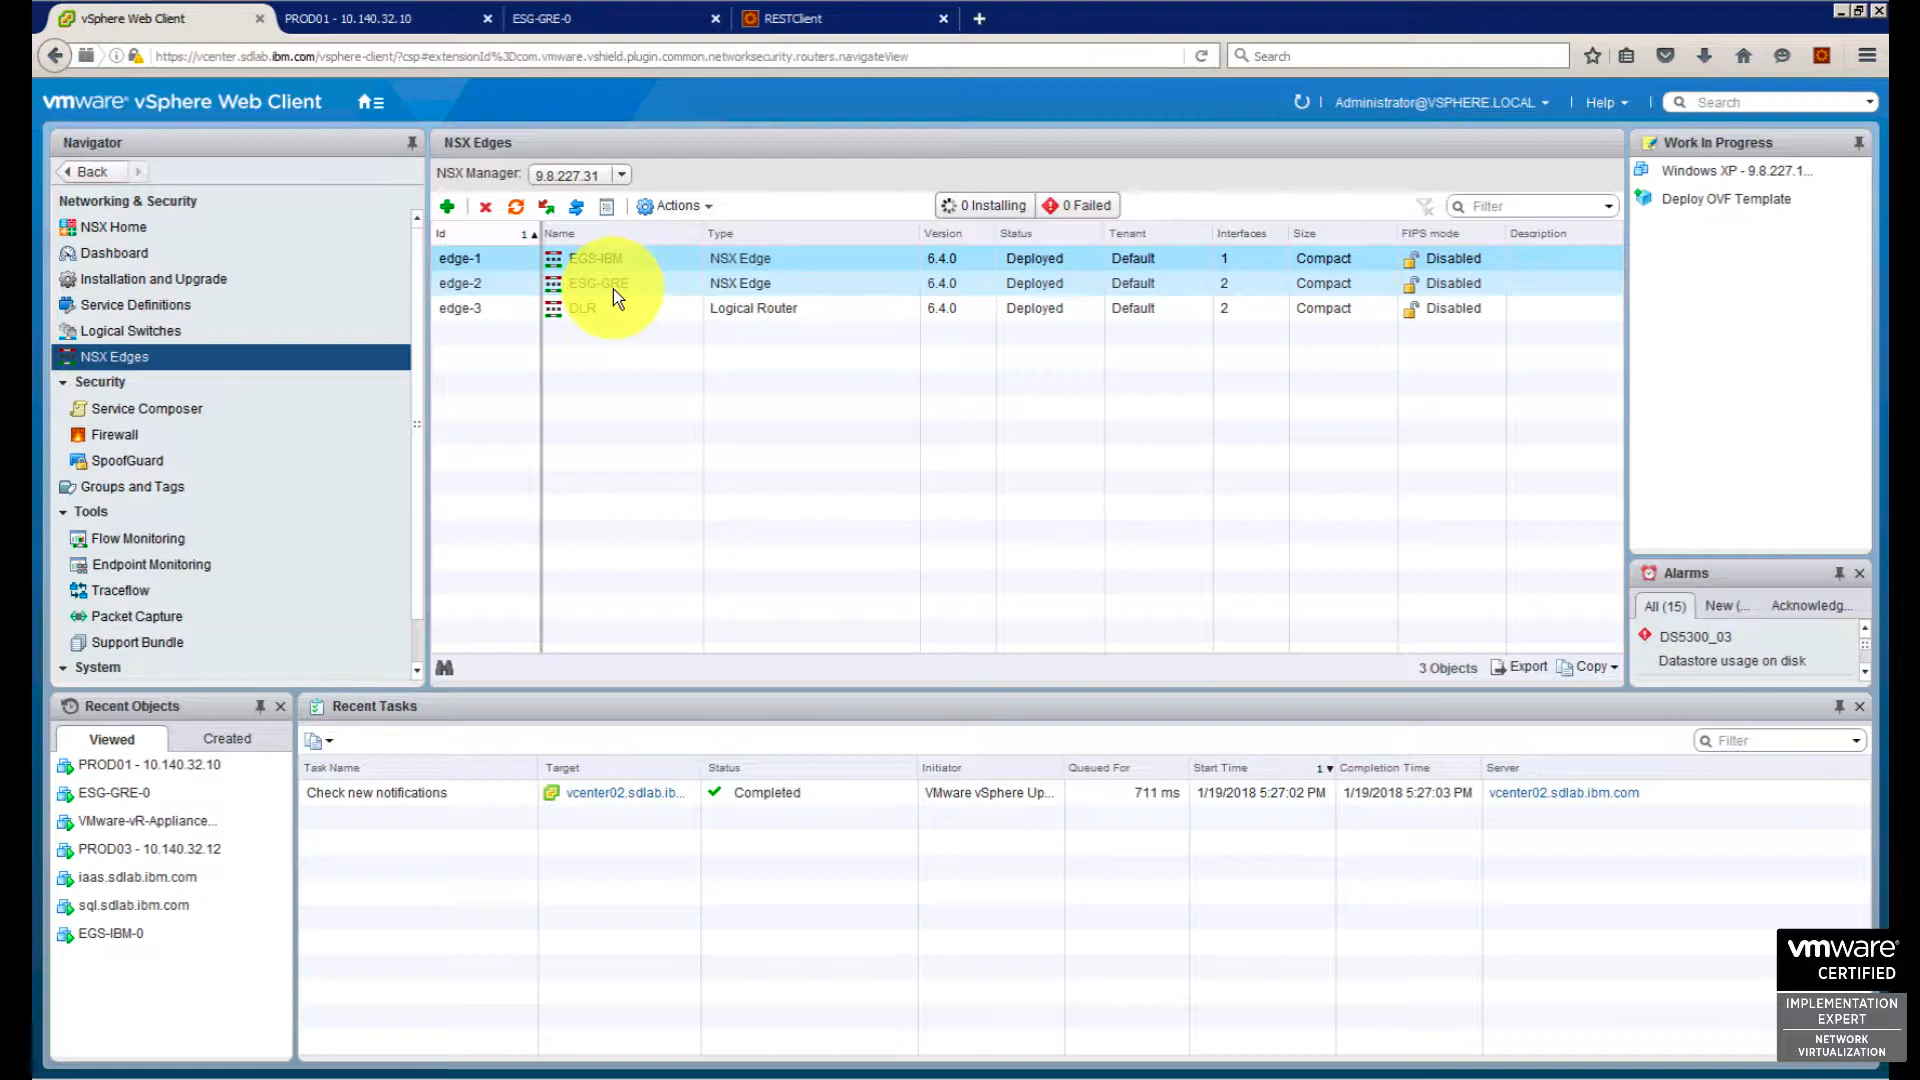 vSphere Web Client
PROD01 - 10.140.32.10
ESG-GRE-0
RESTClient
https://vcenter.sdlab.ibm.com/vsphere-client/?csp#extensionId%3Dcom.vmware.vshield.plugin.common.networksecurity.routers.navigateView
Search
vmware® vSphere Web Client
Administrator@VSPHERE.LOCAL
Help
Search
Navigator
Back
Networking & Security
NSX Home
Dashboard
Installation and Upgrade
Service Definitions
Logical Switches
NSX Edges
Security
Service Composer
Firewall
SpoofGuard
Groups and Tags
Tools
Flow Monitoring
Endpoint Monitoring
Traceflow
Packet Capture
Support Bundle
System
NSX Edges
NSX Manager: 9.8.227.31
Actions
0 Installing
0 Failed
Filter
Id 1 Name Type Version Status Tenant Interfaces Size FIPS mode Description
edge-1 EGS-IBM NSX Edge 6.4.0 Deployed Default 1 Compact Disabled
edge-2 ESG-GRE NSX Edge 6.4.0 Deployed Default 2 Compact Disabled
edge-3 DLR Logical Router 6.4.0 Deployed Default 2 Compact Disabled
3 Objects Export Copy
Work In Progress
Windows XP - 9.8.227.1...
Deploy OVF Template
Alarms
All (15) New (... Acknowledg...
DS5300_03
Datastore usage on disk
Recent Objects
Viewed Created
PROD01 - 10.140.32.10
ESG-GRE-0
VMware-vR-Appliance...
PROD03 - 10.140.32.12
iaas.sdlab.ibm.com
sql.sdlab.ibm.com
EGS-IBM-0
Recent Tasks
Filter
Task Name Target Status Initiator Queued For Start Time 1 Completion Time Server
Check new notifications vcenter02.sdlab.ib... Completed VMware vSphere Up... 711 ms 1/19/2018 5:27:02 PM 1/19/2018 5:27:03 PM vcenter02.sdlab.ibm.com
vmware®
CERTIFIED
IMPLEMENTATION
EXPERT
NETWORK
VIRTUALIZATION